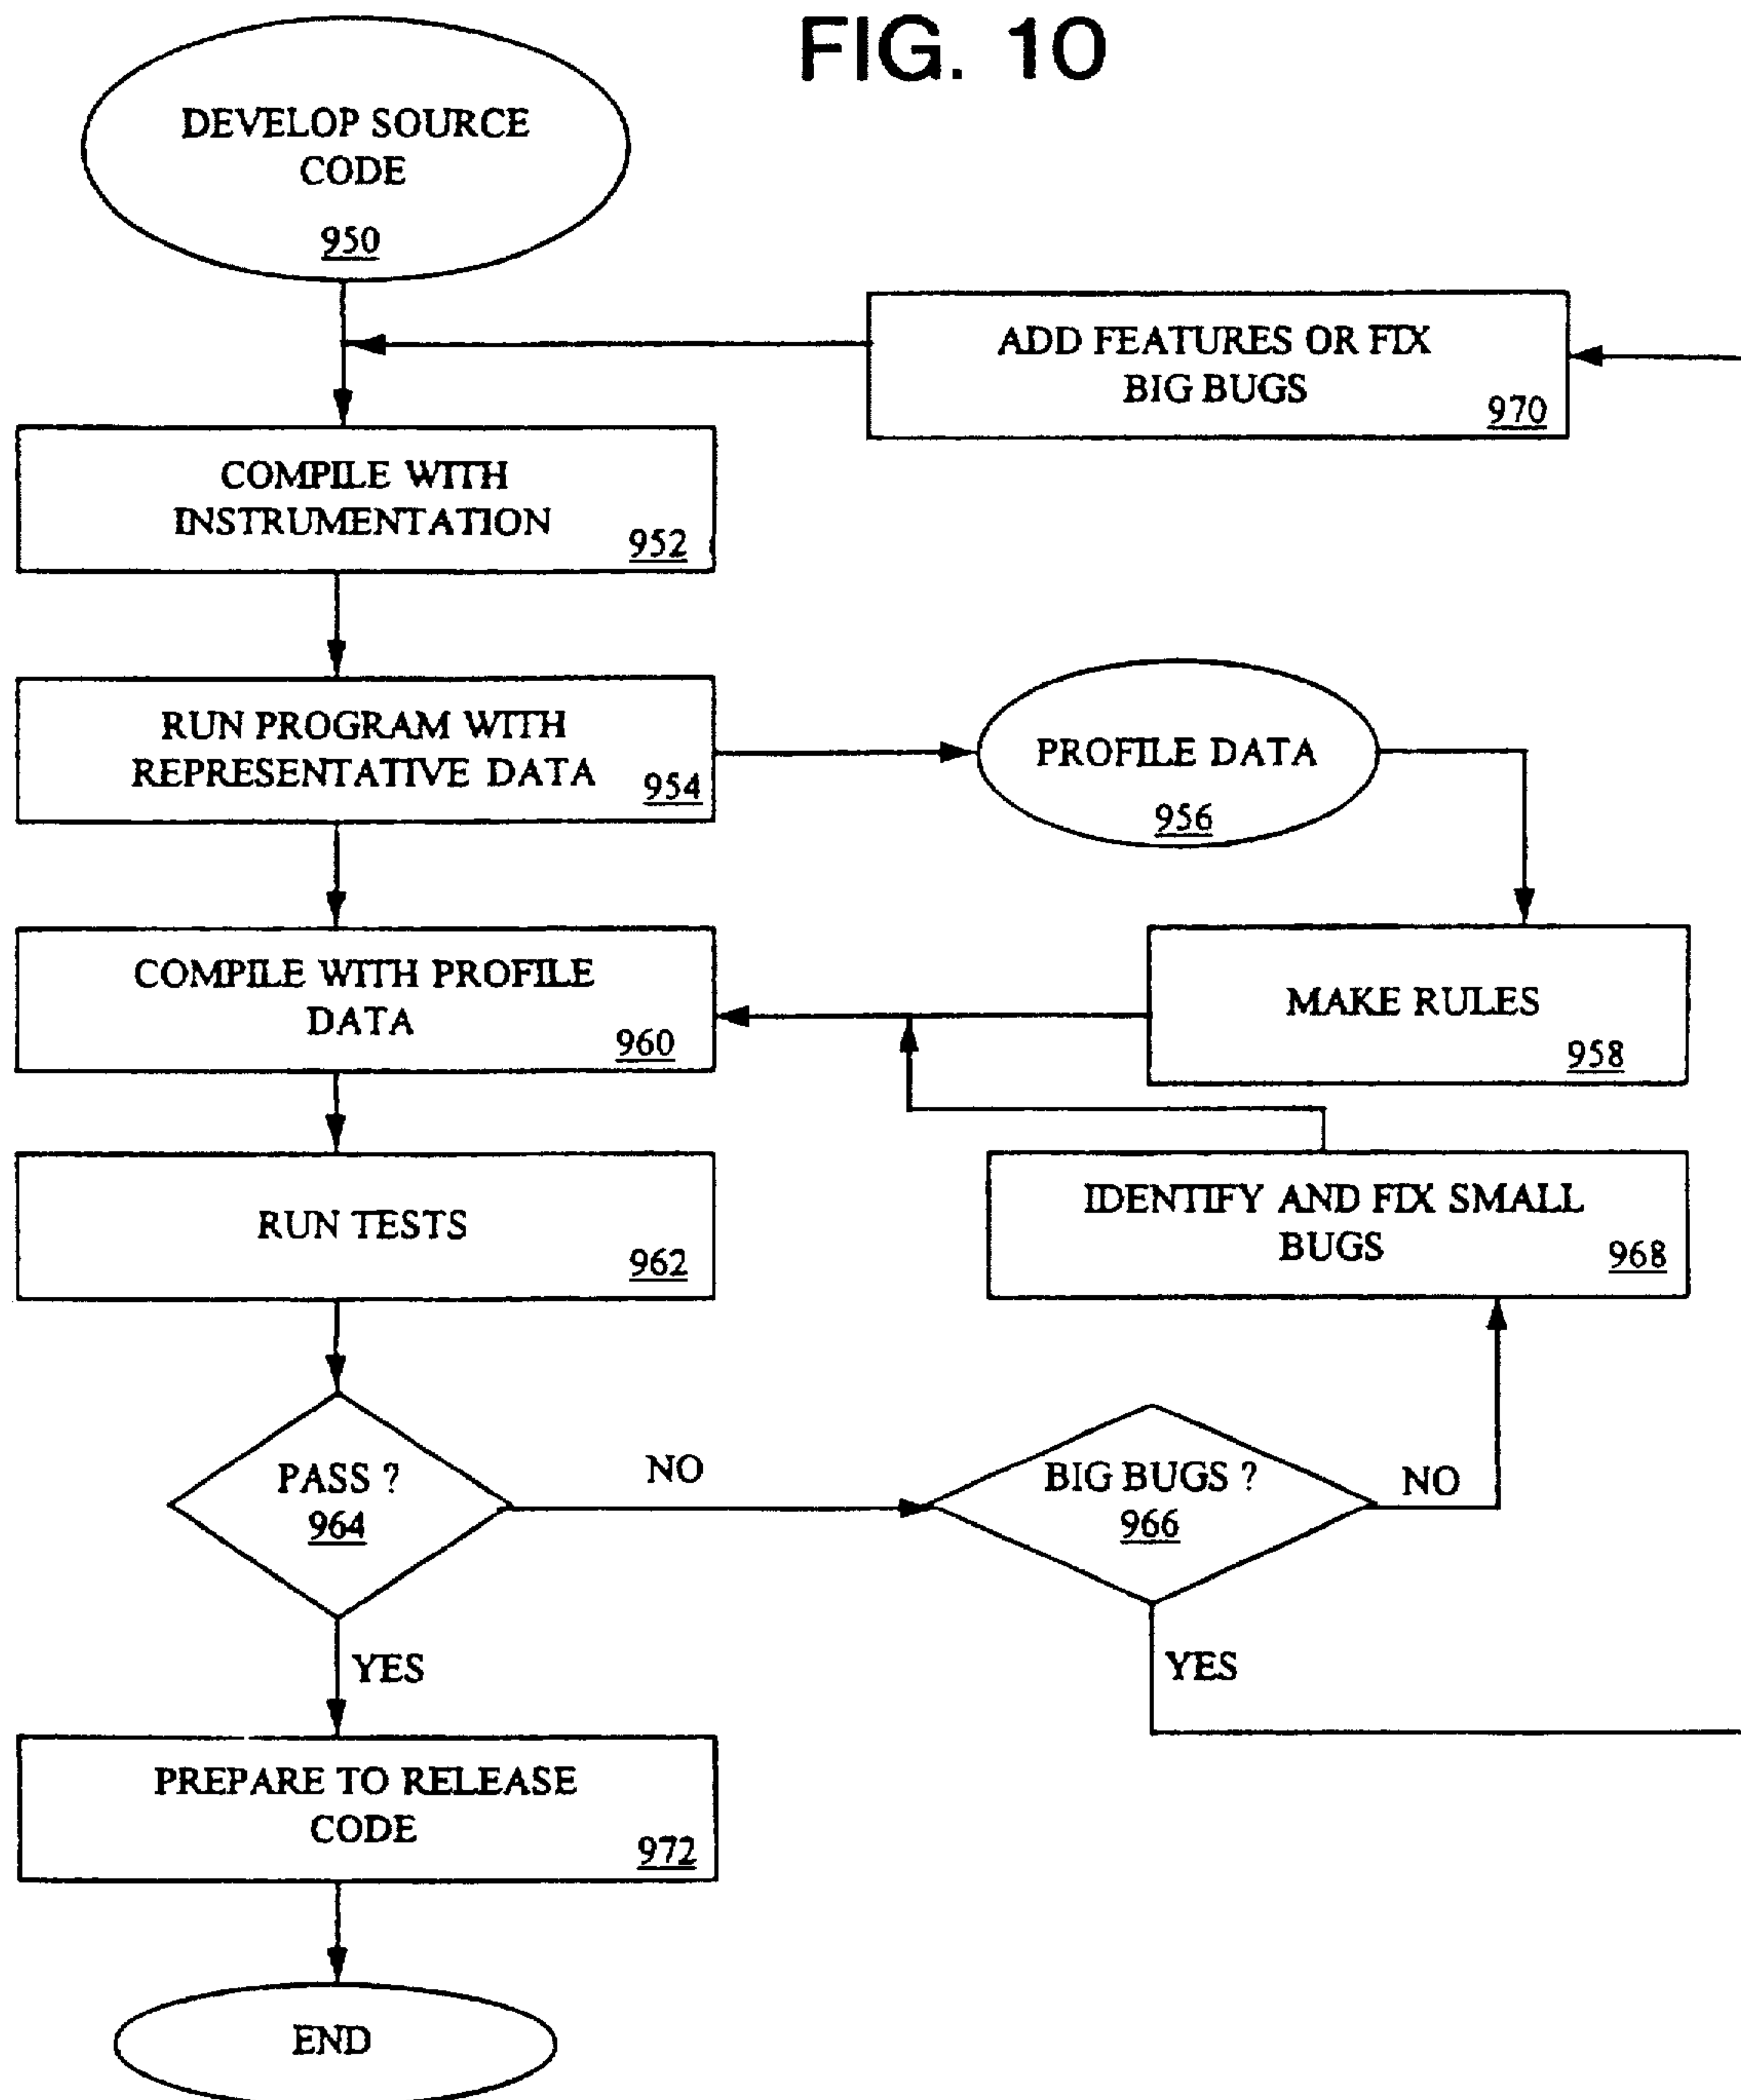 FIG. 10
DEVELOP SOURCE
CODE
950
ADD FEATURES OR FIX
BIG BUGS
970
COMPILE WITH
INSTRUMENTATION
952
RUN PROGRAM WITH
REPRESENTATIVE DATA
954
PROFILE DATA
956
COMPILE WITH PROFILE
DATA
960
MAKE RULES
958
RUN TESTS
962
IDENTIFY AND FIX SMALL
BUGS
968
PASS ?
964
NO
BIG BUGS ?
966
NO
YES
YES
PREPARE TO RELEASE
CODE
972
END